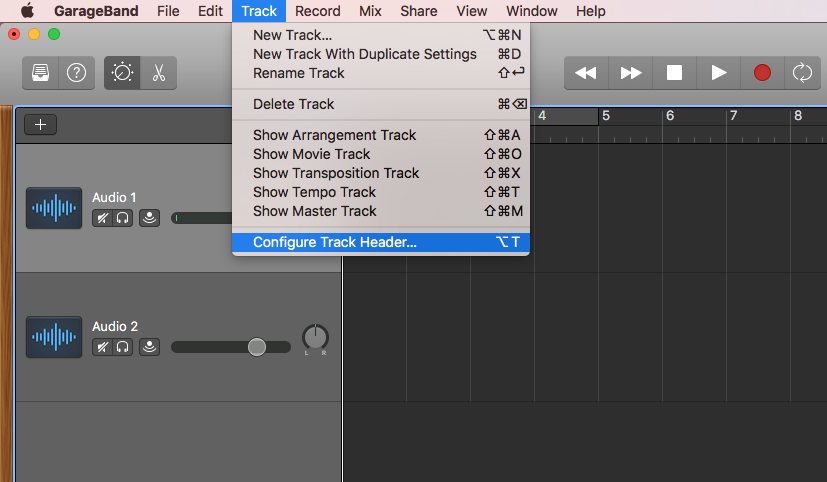 GarageBand File Edit Track Record Mix Share View Window Help
New Track... ⌥⌘N
New Track With Duplicate Settings ⌘D
Rename Track ⇧↩
Delete Track ⌘⌫
Show Arrangement Track ⇧⌘A
Show Movie Track ⇧⌘O
Show Transposition Track ⇧⌘X
Show Tempo Track ⇧⌘T
Show Master Track ⇧⌘M
Configure Track Header... ⌥T
4 5 6 7 8
Audio 1
Audio 2
L R